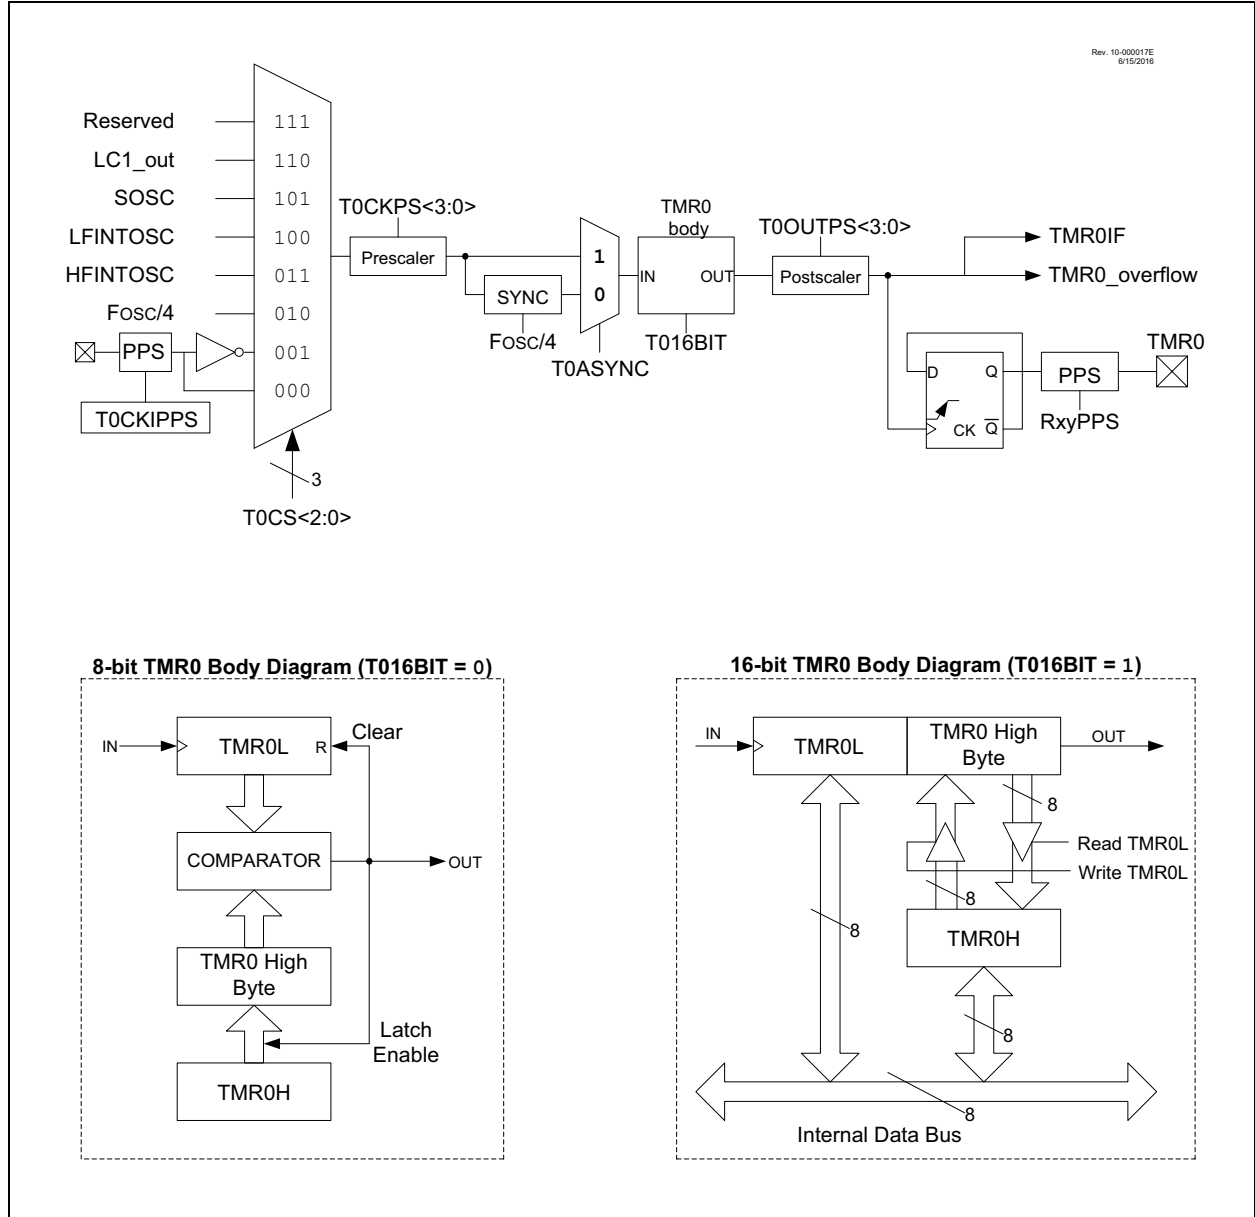 Rev. 10-000017E
6/15/2016
Reserved
111
LC1_out
110
SOSC
101
LFINTOSC
100
HFINTOSC
011
FOSC/4
010
PPS
001
000
T0CKIPPS
3
T0CS<2:0>
T0CKPS<3:0>
Prescaler
SYNC
FOSC/4
1
0
T0ASYNC
TMR0
body
IN
OUT
T016BIT
T0OUTPS<3:0>
Postscaler
TMR0IF
TMR0_overflow
D
Q
CK
Q
PPS
RxyPPS
TMR0
8-bit TMR0 Body Diagram (T016BIT = 0)
IN
TMR0L
R
Clear
COMPARATOR
OUT
TMR0 High
Byte
Latch
Enable
TMR0H
16-bit TMR0 Body Diagram (T016BIT = 1)
IN
TMR0L
TMR0 High
Byte
OUT
8
Read TMR0L
Write TMR0L
8
8
TMR0H
8
8
Internal Data Bus